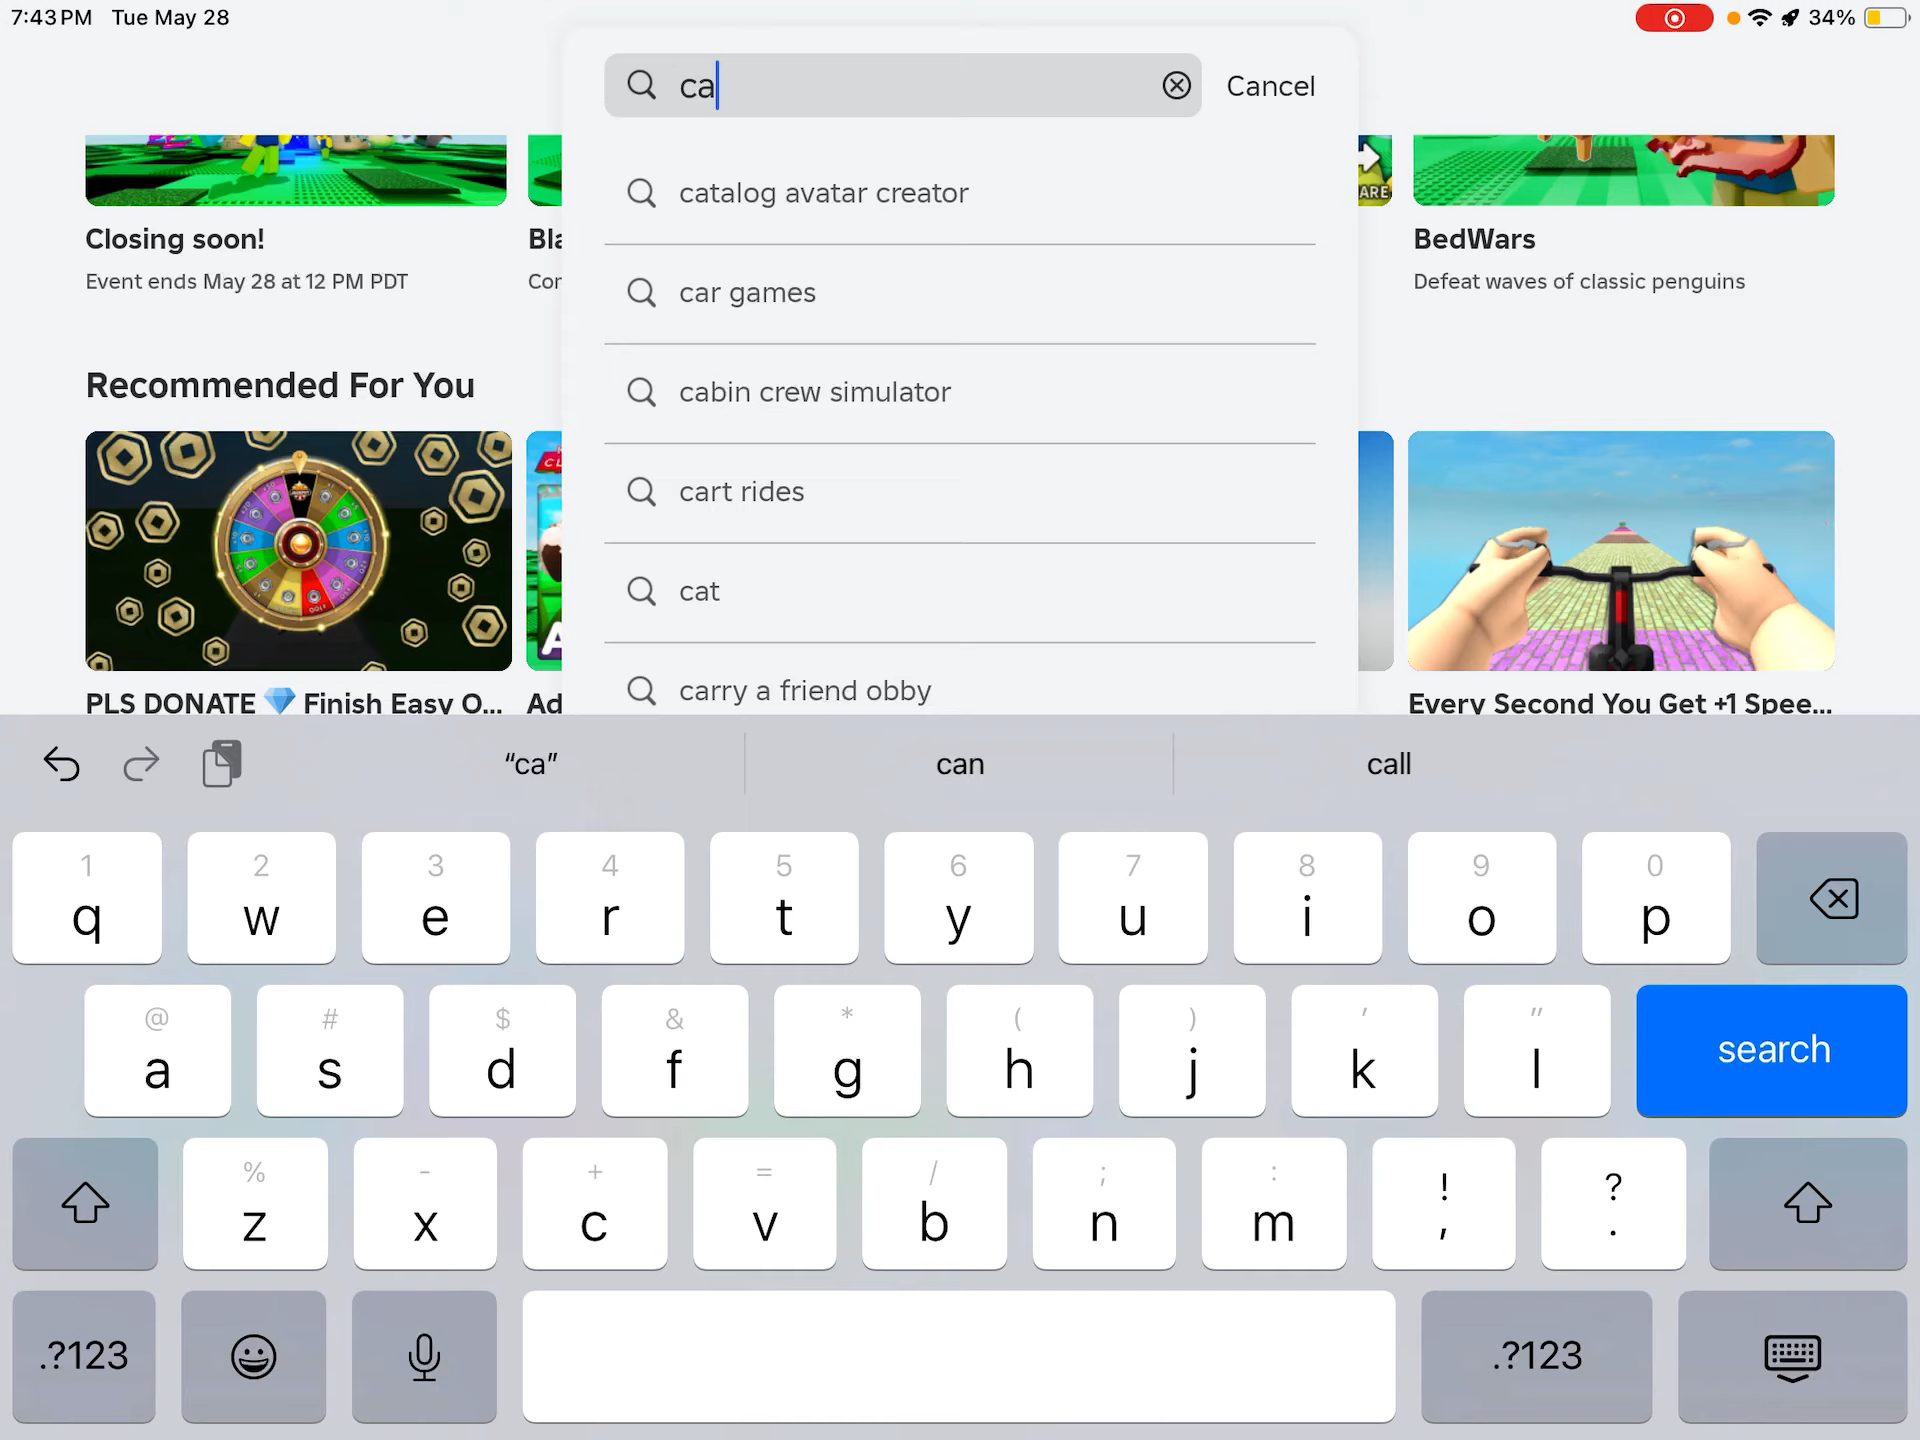 7:43 PM Tue May 28
34%
ca
Cancel
catalog avatar creator
car games
cabin crew simulator
cart rides
cat
carry a friend obby
ARE
Closing soon!
Event ends May 28 at 12 PM PDT
BedWars
Defeat waves of classic penguins
Recommended For You
PLS DONATE 💎 Finish Easy O...
Ad
Every Second You Get +1 Spee...
“ca” can call
1 2 3 4 5 6 7 8 9 0
q w e r t y u i o p
@ # $ & * ( ) ' "
a s d f g h j k l search
% - + = / ; : ! ?
z x c v b n m , .
.?123 .?123